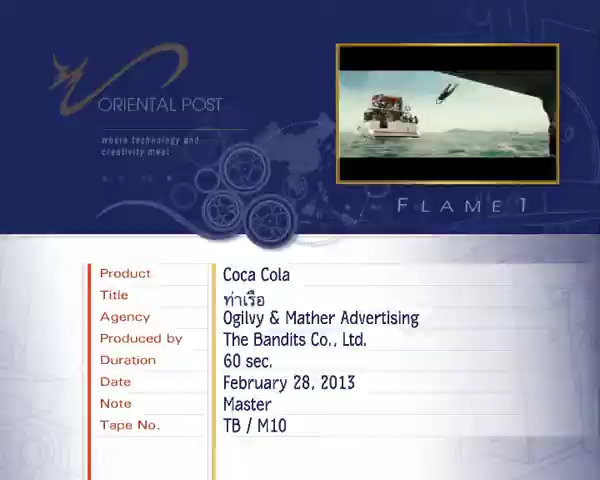 ORIENTAL POST
where technology and
creativity meet
FLAME 1
Product Coca Cola
Title ท่าเรือ
Agency Ogilvy & Mather Advertising
Produced by The Bandits Co., Ltd.
Duration 60 sec.
Date February 28, 2013
Note Master
Tape No. TB / M10